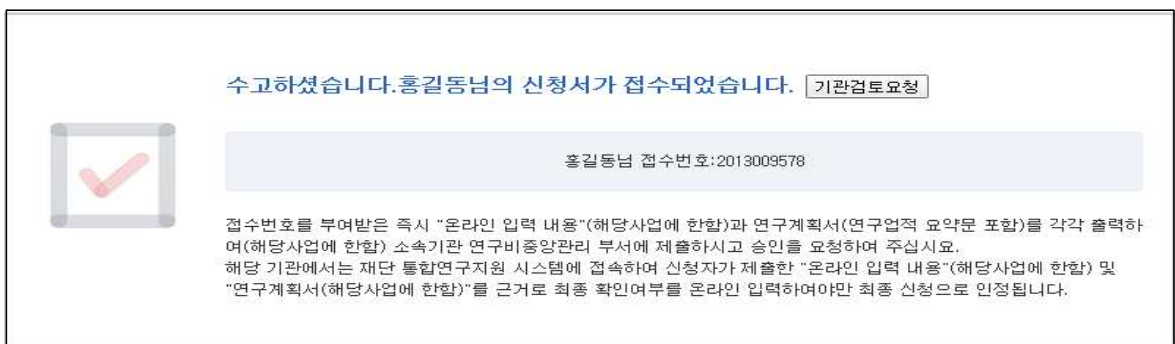 수고하셨습니다.홍길동님의 신청서가 접수되었습니다. 기관검토요청
홍길동님 접수번호:2013009578
접수번호를 부여받은 즉시 "온라인 입력 내용"(해당사업에 한함)과 연구계획서(연구업적 요약문 포함)를 각각 출력하
여(해당사업에 한함) 소속기관 연구비중앙관리 부서에 제출하시고 승인를 요청하여 주십시요.
해당 기관에서는 재단 통합연구지원 시스템에 접속하여 신청자가 제출한 "온라인 입력 내용"(해당사업에 한함) 및
"연구계획서(해당사업에 한함)"를 근거로 최종 확인여부를 온라인 입력하여야만 최종 신청으로 인정됩니다.